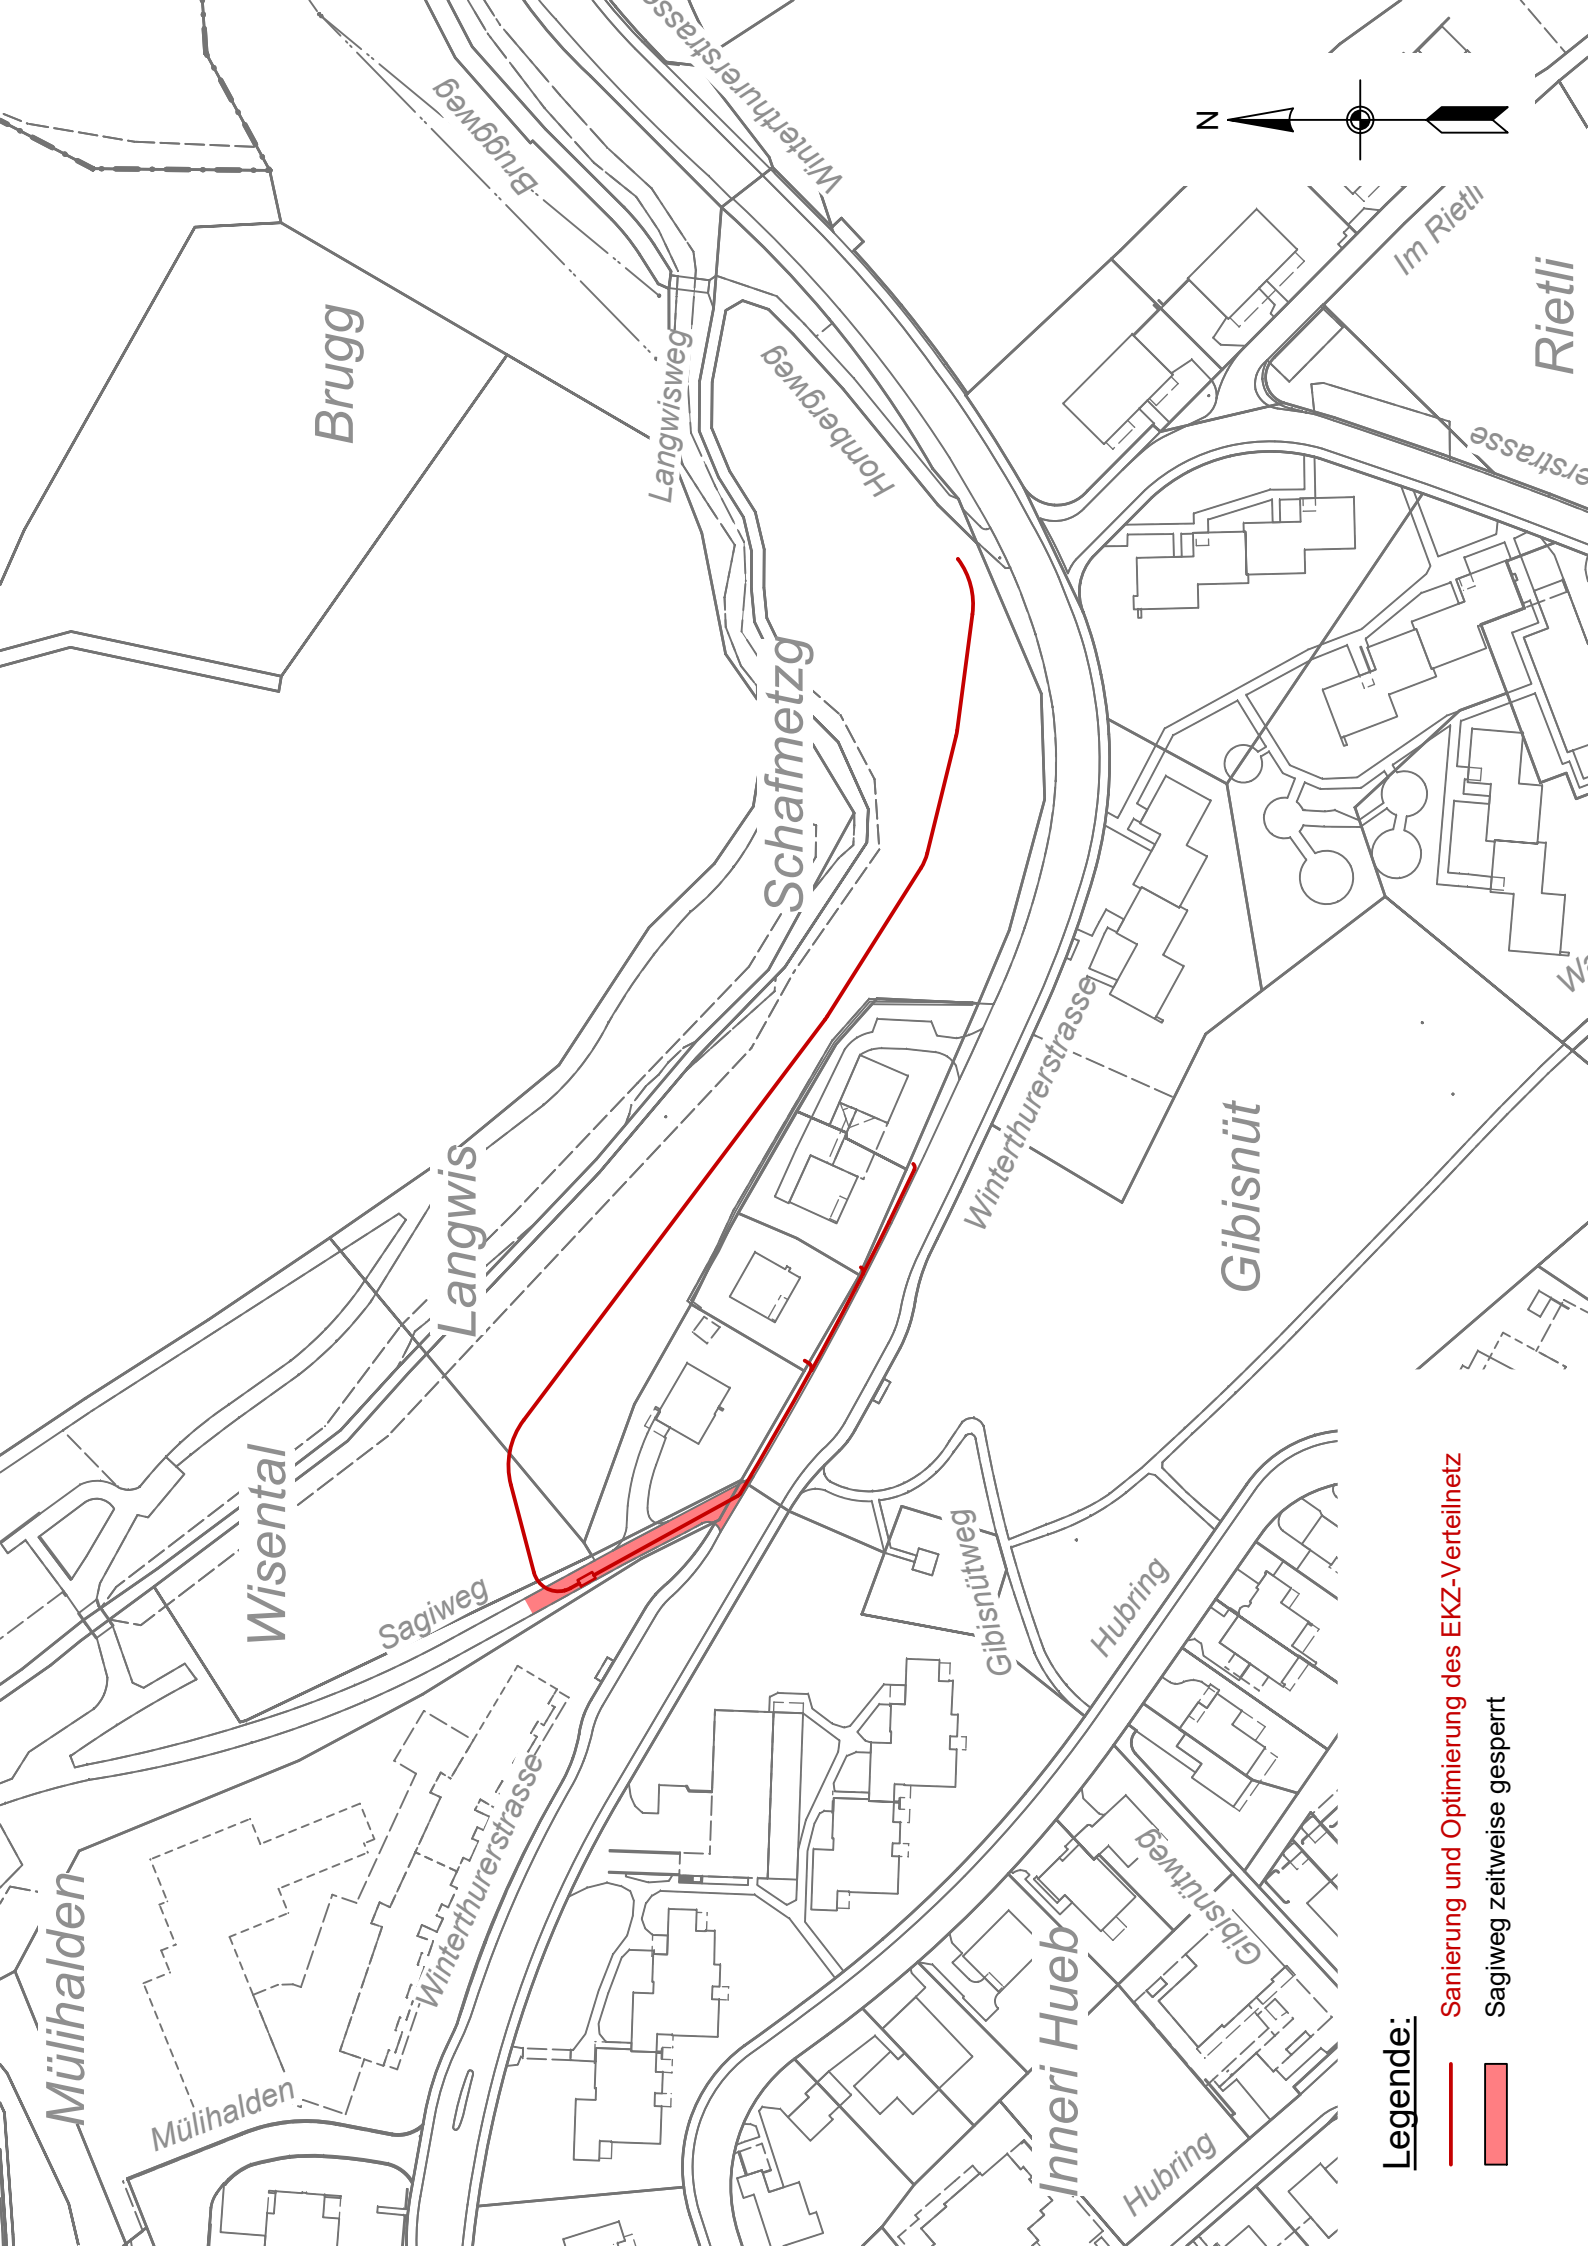 Brugg
Bruggweg
Winterthurerstrasse
N
Langwisweg
Hombergweg
Im Rietli
Rietli
erstrasse
Schafmetzg
Langwis
Winterthurerstrasse
Gibisnüt
Wisental
Sagiweg
Gibisnütweg
Hubring
Mülihalden
Winterthurerstrasse
Gibisnütweg
Mülihalden
Inneri Hueb
Hubring
Legende:
Sanierung und Optimierung des EKZ-Verteilnetz
Sagiweg zeitweise gesperrt